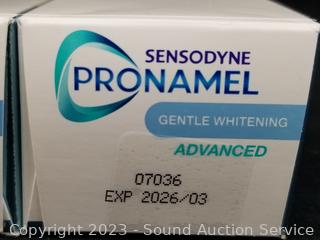 SENSODYNE
PRONAMEL
GENTLE WHITENING
ADVANCED
07036
EXP 2026/03
Copyright 2023 - Sound Auction Service